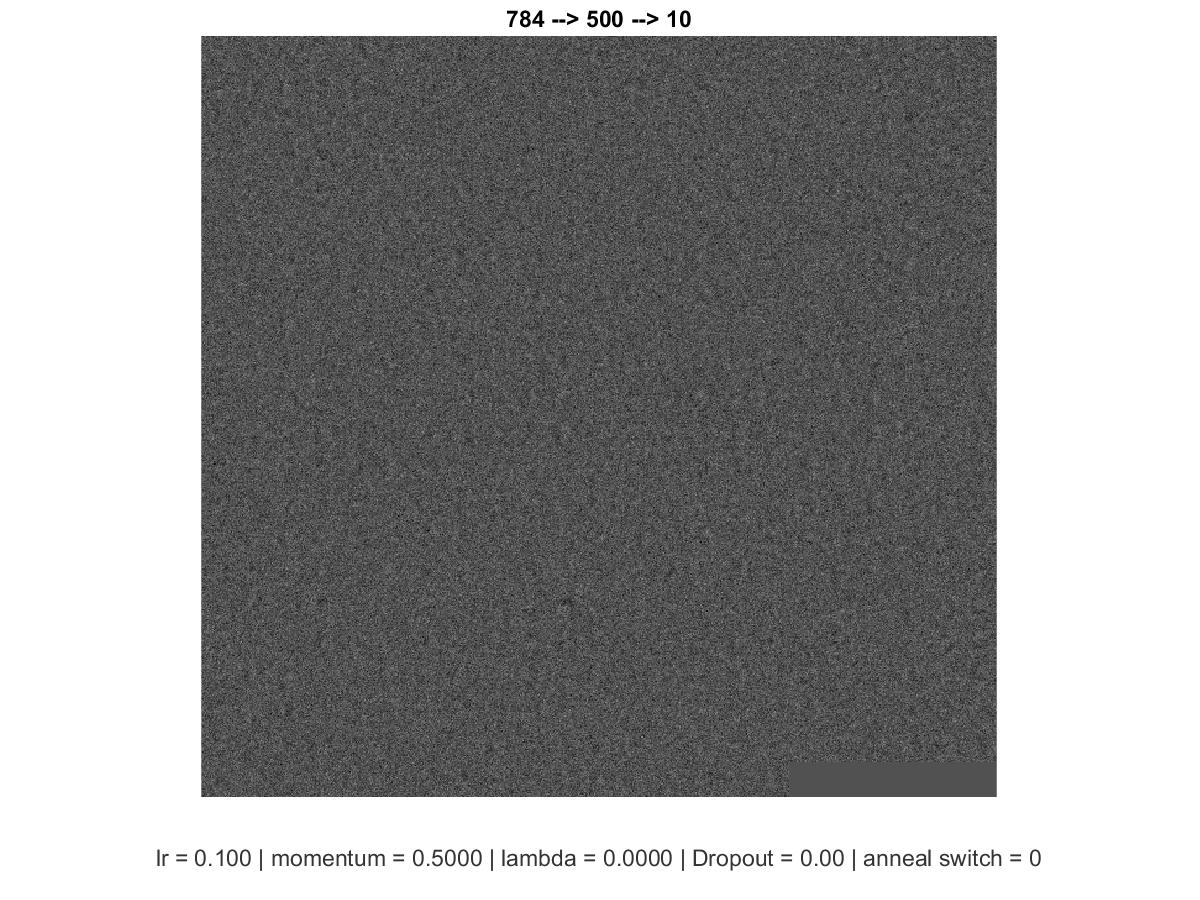 784 --> 500 --> 10
lr = 0.100 | momentum = 0.5000 | lambda = 0.0000 | Dropout = 0.00 | anneal switch = 0